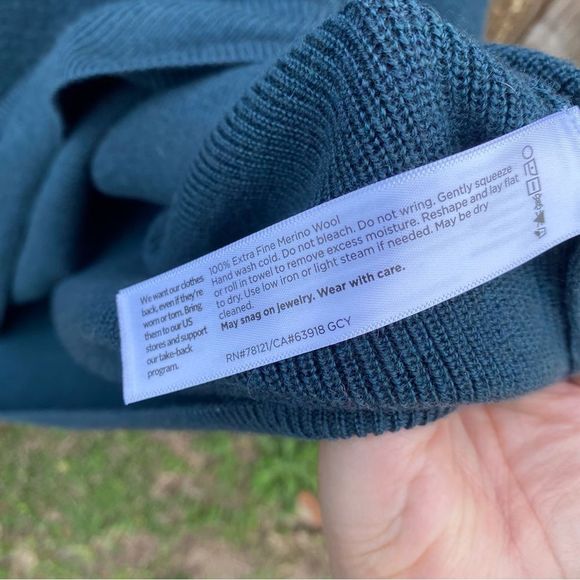 We want our clothes
back, even if they're
worn or torn. Bring
them to our US
stores and support
our take-back
program.
100% Extra Fine Merino Wool
Hand wash cold. Do not bleach. Do not wring. Gently squeeze
or roll in towel to remove excess moisture. Reshape and lay flat
to dry. Use low iron or light steam if needed. May be dry
cleaned.
May snag on jewelry. Wear with care.
RN#78121/CA#63918 GCY